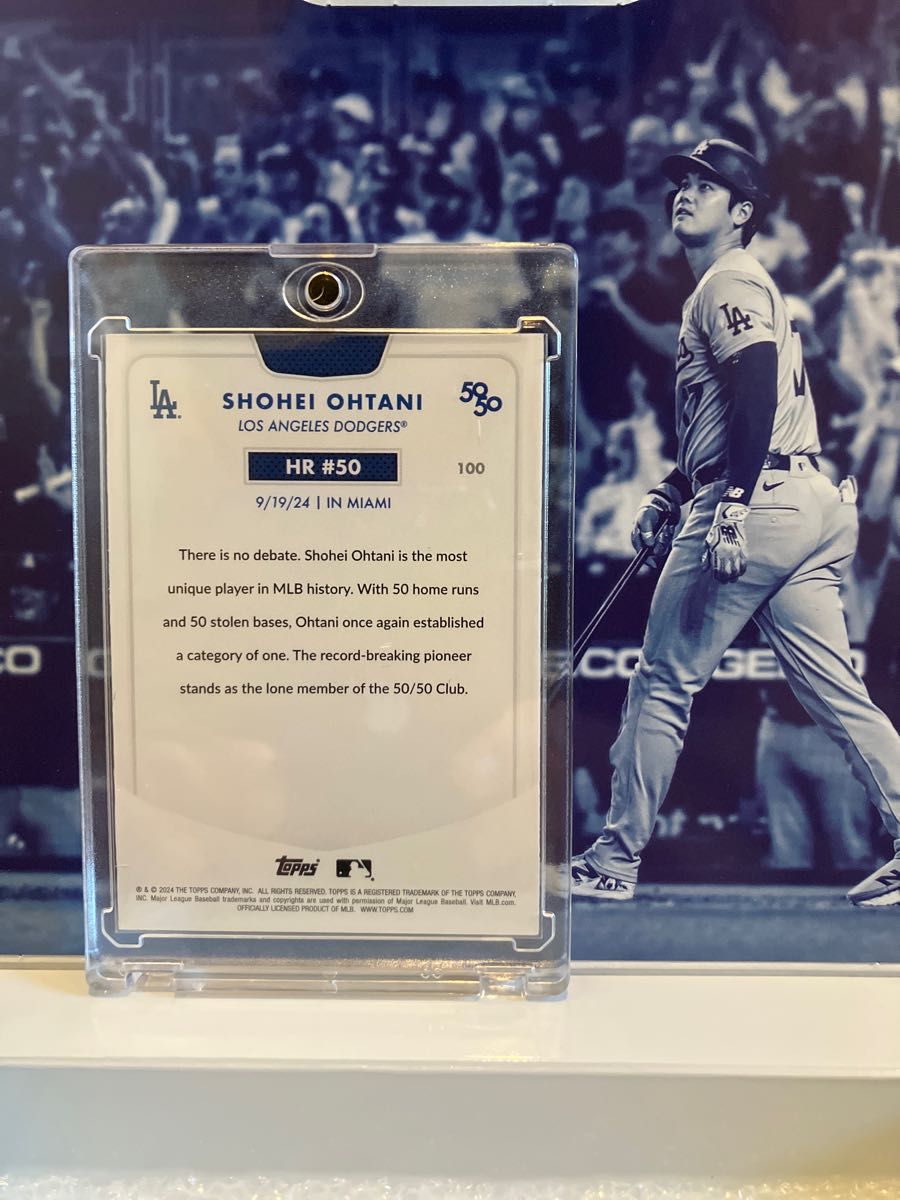 LA
SHOHEI OHTANI
50
50
LOS ANGELES DODGERS®
HR #50
100
9/19/24 | IN MIAMI
There is no debate. Shohei Ohtani is the most
unique player in MLB history. With 50 home runs
and 50 stolen bases, Ohtani once again established
a category of one. The record-breaking pioneer
stands as the lone member of the 50/50 Club.
topps
® & © 2024 THE TOPPS COMPANY, INC. ALL RIGHTS RESERVED. TOPPS IS A REGISTERED TRADEMARK OF THE TOPPS COMPANY,
INC. Major League Baseball trademarks and copyrights are used with permission of Major League Baseball. Visit MLB.com.
OFFICIALLY LICENSED PRODUCT OF MLB. WWW.TOPPS.COM
LA
LA
NB